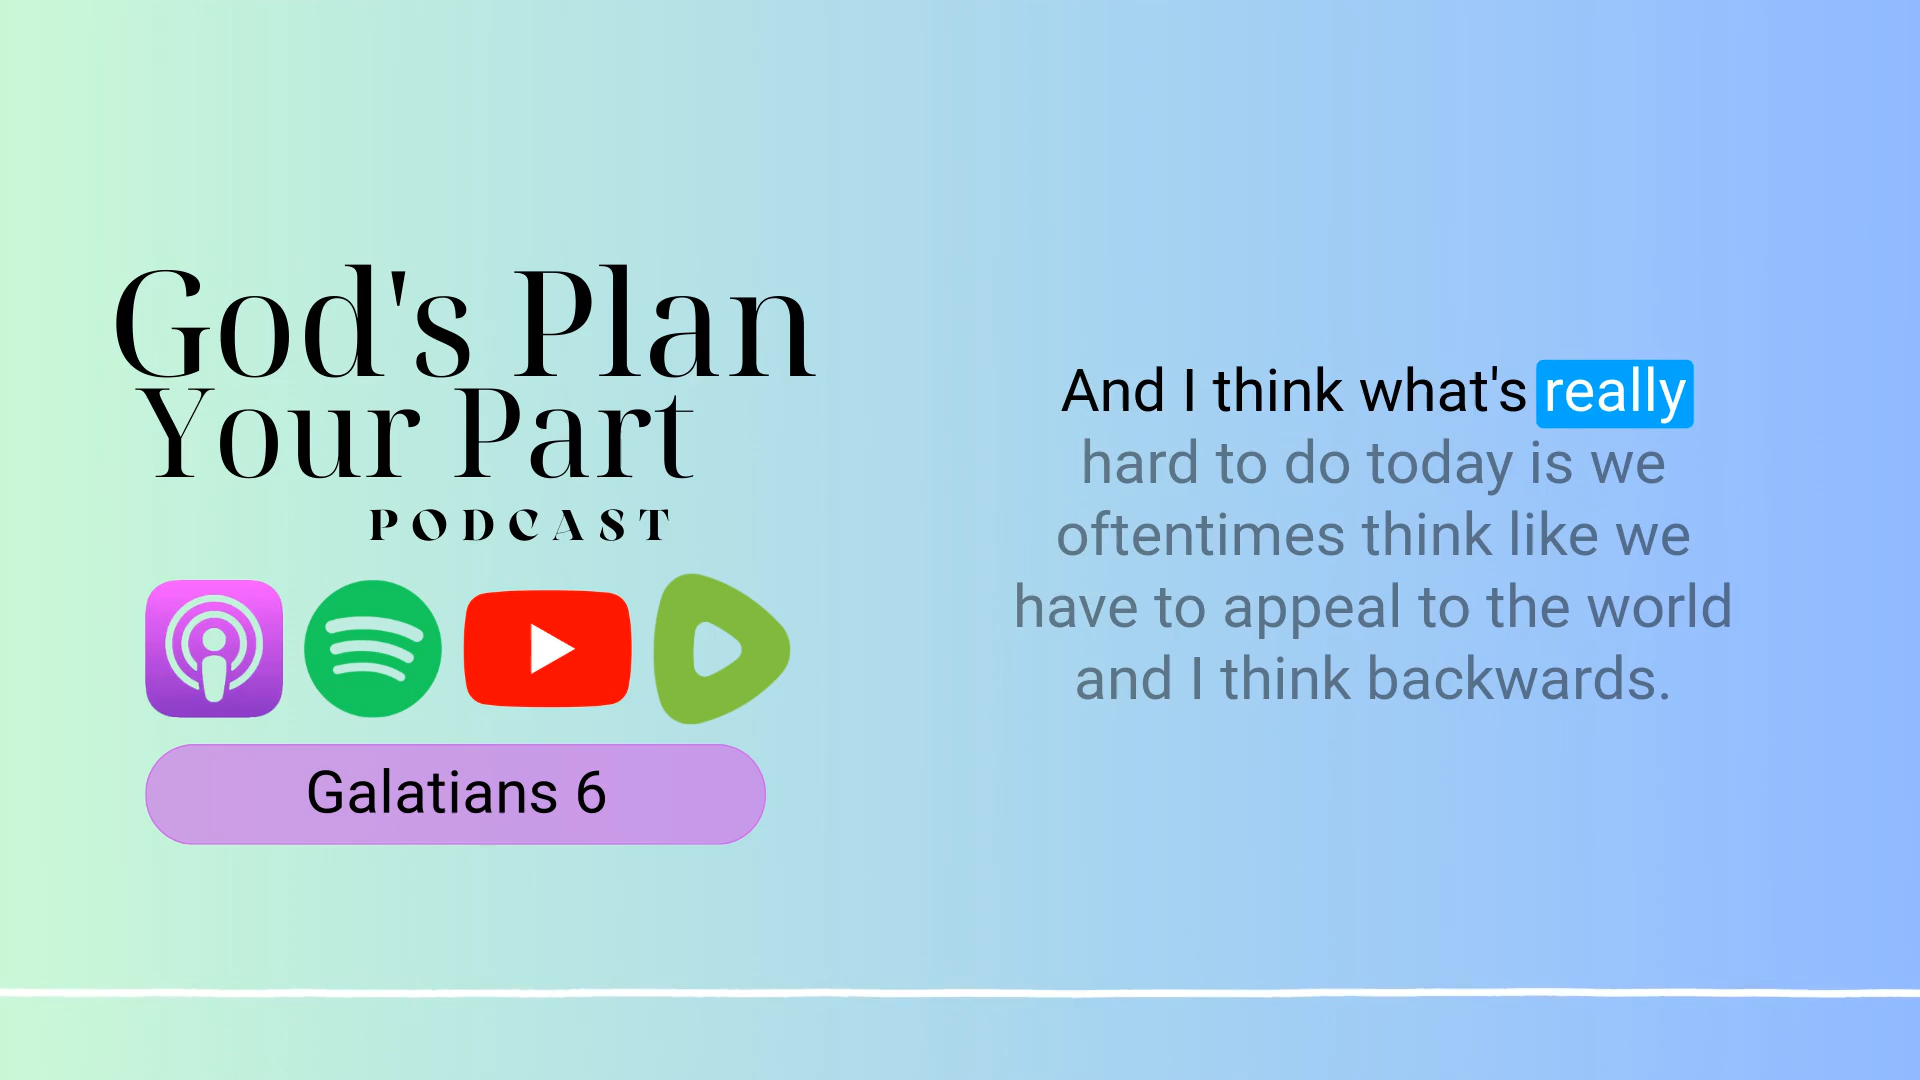 God's Plan
Your Part
PODCAST
Galatians 6
And I think what's really
hard to do today is we
oftentimes think like we
have to appeal to the world
and I think backwards.